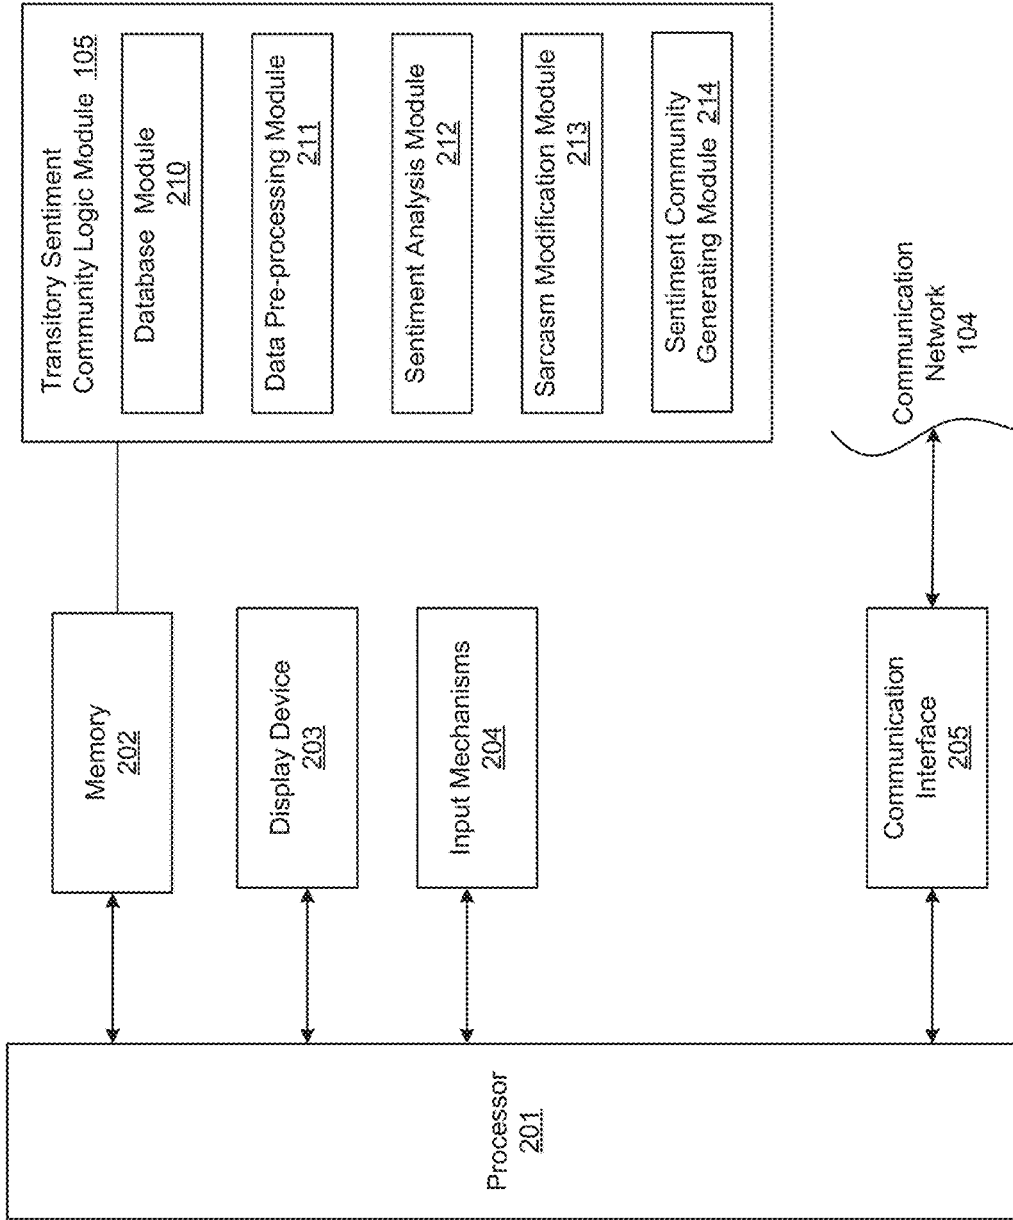 Processor
201
Memory
202
Display Device
203
Input Mechanisms
204
Communication
Interface
205
Transitory Sentiment
Community Logic Module 105
Database Module
210
Data Pre-processing Module
211
Sentiment Analysis Module
212
Sarcasm Modification Module
213
Sentiment Community
Generating Module 214
Communication
Network
104